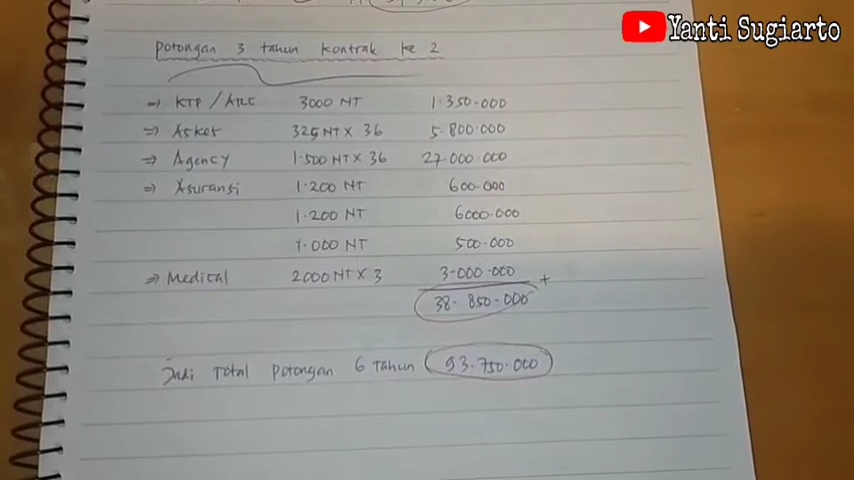 Yanti Sugiarto
Potongan 3 tahun kontrak ke 2
⇒ KTP / ARC 3000 NT 1.350.000
⇒ Askes 325 NT X 36 5.800.000
⇒ Agency 1.500 NT X 36 27.000.000
⇒ Asuransi 1.200 NT 600.000
1.200 NT 6000.000
1.000 NT 500.000
⇒ Medical 2000 NT X 3 3.000.000 +
38.850.000
Jadi Total potongan 6 Tahun 93.750.000